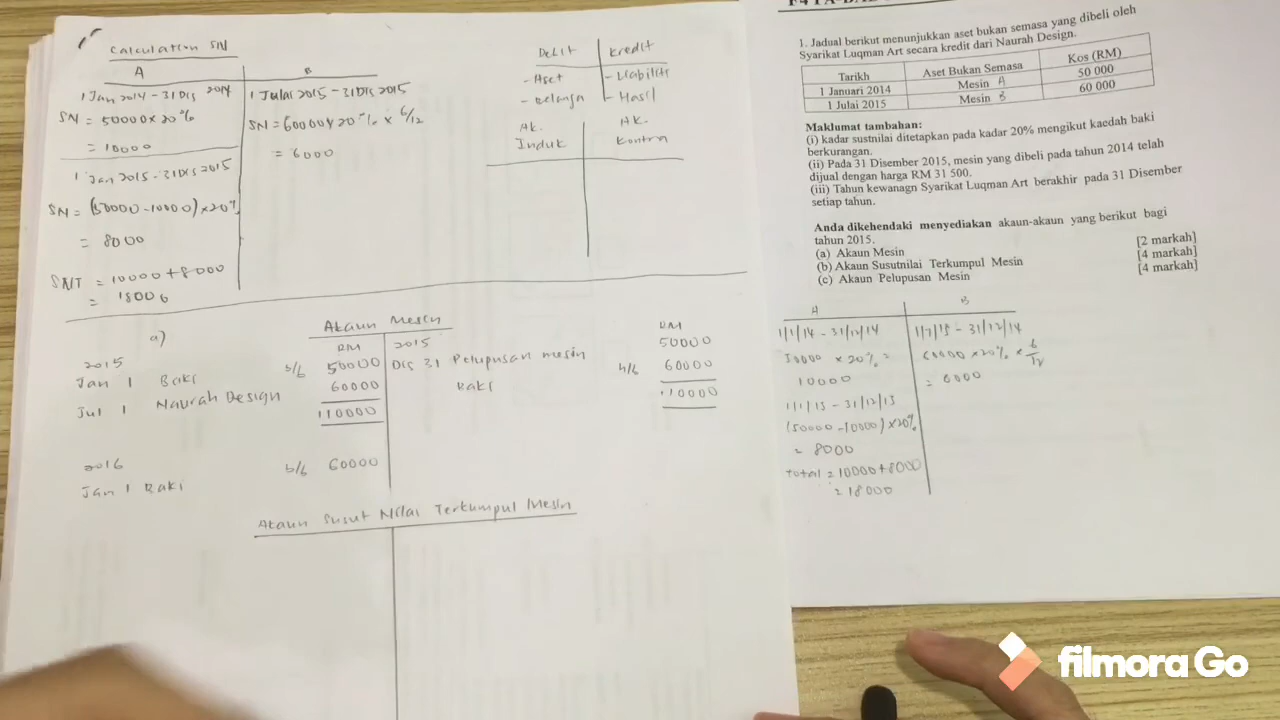 Calculation SN
A B
1 Jan 2014 - 31 Dis 2014
SN = 50000 x 20%
= 10000
1 Jan 2015 - 31 Dis 2015
SN = (50000 - 10000) x 20%
= 8000
SNT = 10000 + 8000
= 18000
1 Julai 2015 - 31 Dis 2015
SN = 60000 x 20% x 6/12
= 6000
Debit Kredit
- Aset - Liabiliti
- Belanja - Hasil
Ak. Induk Ak. Kontra
a)
Akaun Mesin
RM RM
2015 2015
Jan 1 Baki b/b 50000 Dis 31 Pelupusan mesin 50000
Jul 1 Naurah Design 60000 Baki h/b 60000
110000 110000
2016
Jan 1 Baki b/b 60000
Akaun Susut Nilai Terkumpul Mesin
1. Jadual berikut menunjukkan aset bukan semasa yang dibeli oleh
Syarikat Luqman Art secara kredit dari Naurah Design.
Tarikh Aset Bukan Semasa Kos (RM)
1 Januari 2014 Mesin A 50 000
1 Julai 2015 Mesin B 60 000
Maklumat tambahan:
(i) kadar sustnilai ditetapkan pada kadar 20% mengikut kaedah baki
berkurangan.
(ii) Pada 31 Disember 2015, mesin yang dibeli pada tahun 2014 telah
dijual dengan harga RM 31 500.
(iii) Tahun kewanagn Syarikat Luqman Art berakhir pada 31 Disember
setiap tahun.
Anda dikehendaki menyediakan akaun-akaun yang berikut bagi
tahun 2015.
(a) Akaun Mesin [2 markah]
(b) Akaun Susutnilai Terkumpul Mesin [4 markah]
(c) Akaun Pelupusan Mesin [4 markah]
A B
1/1/14 - 31/12/14
50000 x 20% =
10000
1/1/15 - 31/12/15
(50000 - 10000) x 20%
= 8000
total = 10000 + 8000
= 18000
1/7/15 - 31/12/14
60000 x 20% x 6/12
= 6000
filmora Go